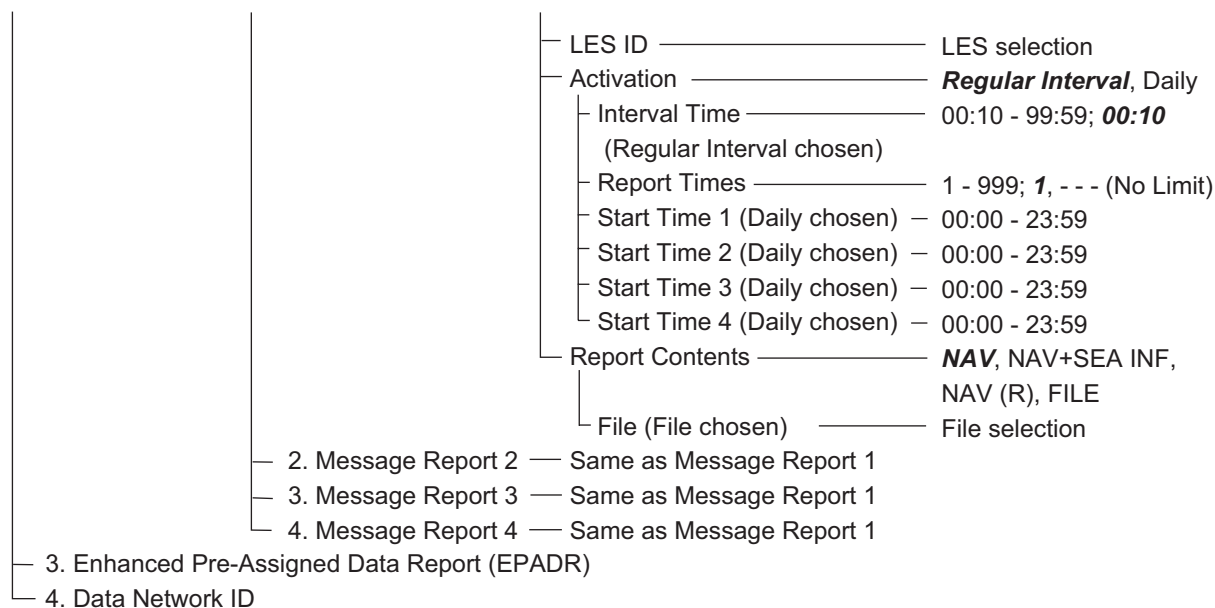 LES ID LES selection
Activation Regular Interval, Daily
Interval Time 00:10 - 99:59; 00:10
(Regular Interval chosen)
Report Times 1 - 999; 1, - - - (No Limit)
Start Time 1 (Daily chosen) 00:00 - 23:59
Start Time 2 (Daily chosen) 00:00 - 23:59
Start Time 3 (Daily chosen) 00:00 - 23:59
Start Time 4 (Daily chosen) 00:00 - 23:59
Report Contents NAV, NAV+SEA INF,
NAV (R), FILE
File (File chosen) File selection
2. Message Report 2 Same as Message Report 1
3. Message Report 3 Same as Message Report 1
4. Message Report 4 Same as Message Report 1
3. Enhanced Pre-Assigned Data Report (EPADR)
4. Data Network ID